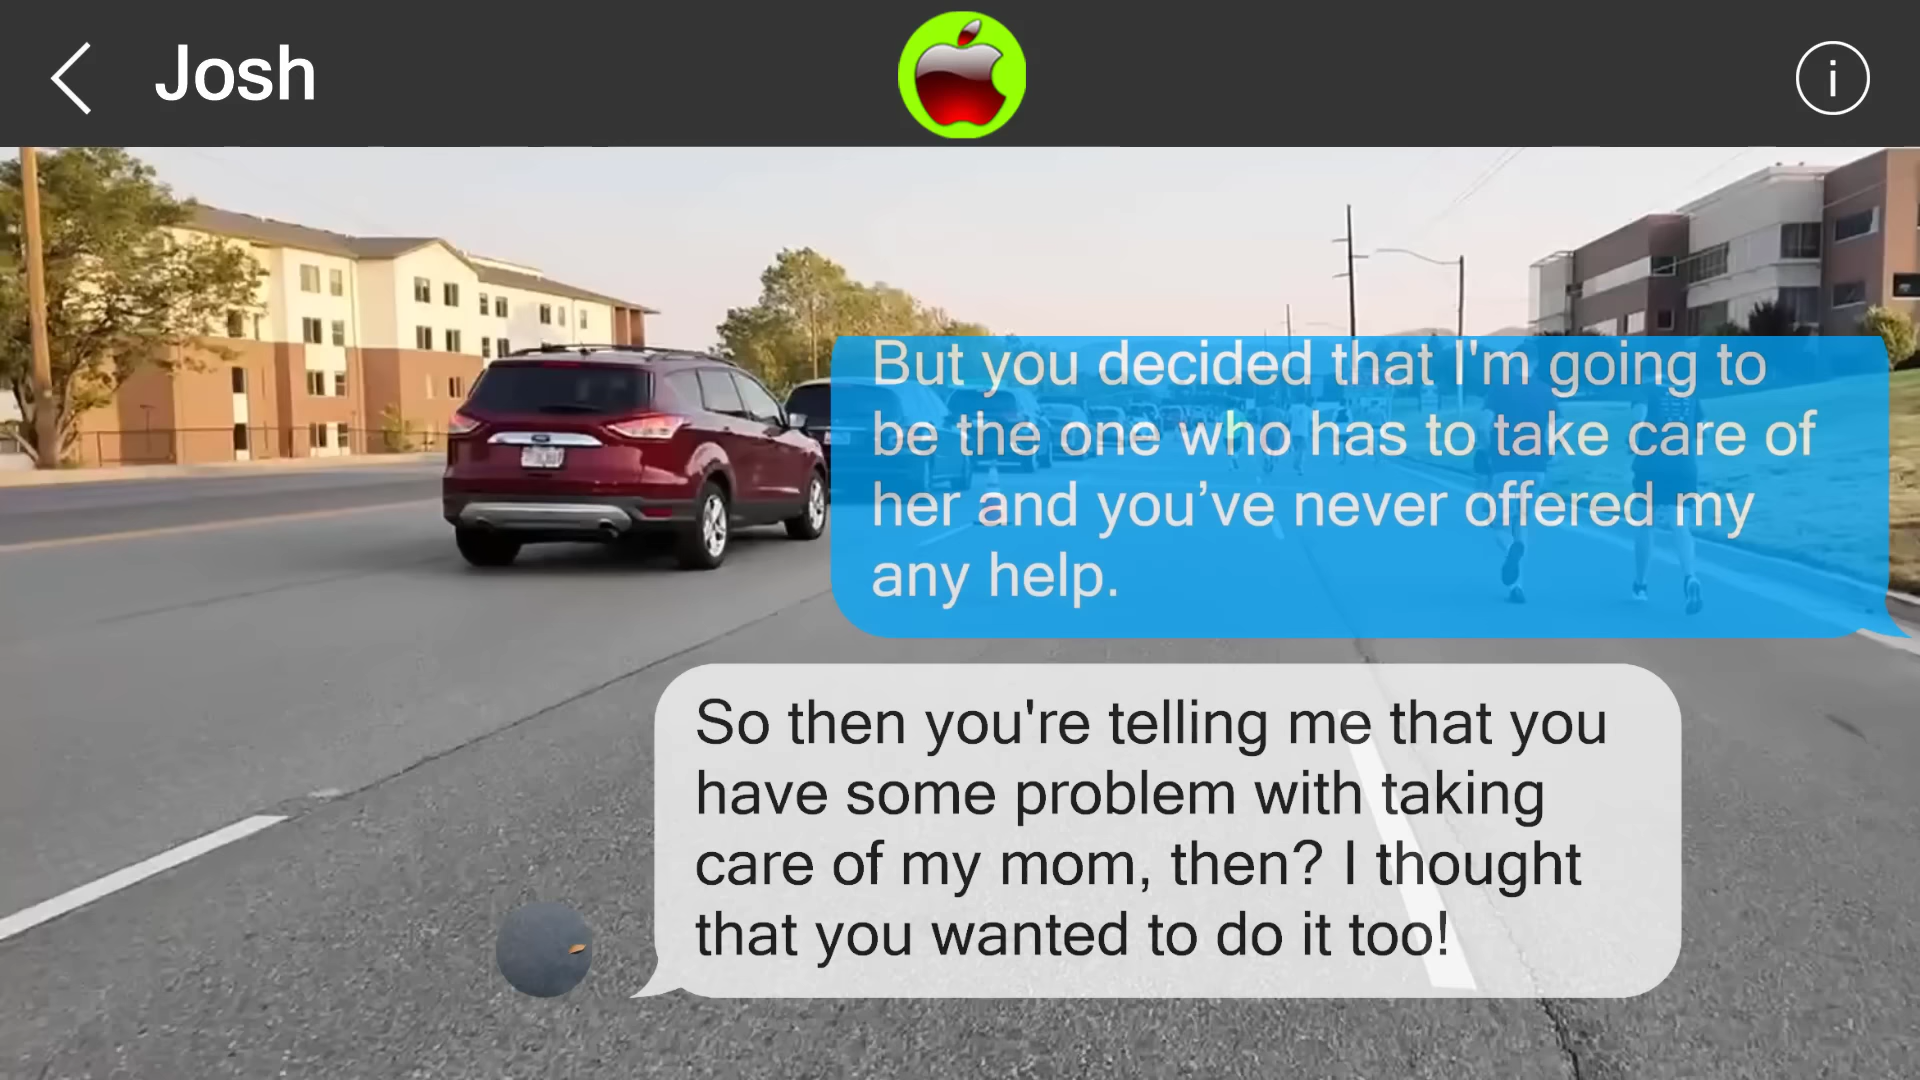 Josh
i
But you decided that I'm going to
be the one who has to take care of
her and you’ve never offered my
any help.
So then you're telling me that you
have some problem with taking
care of my mom, then? I thought
that you wanted to do it too!